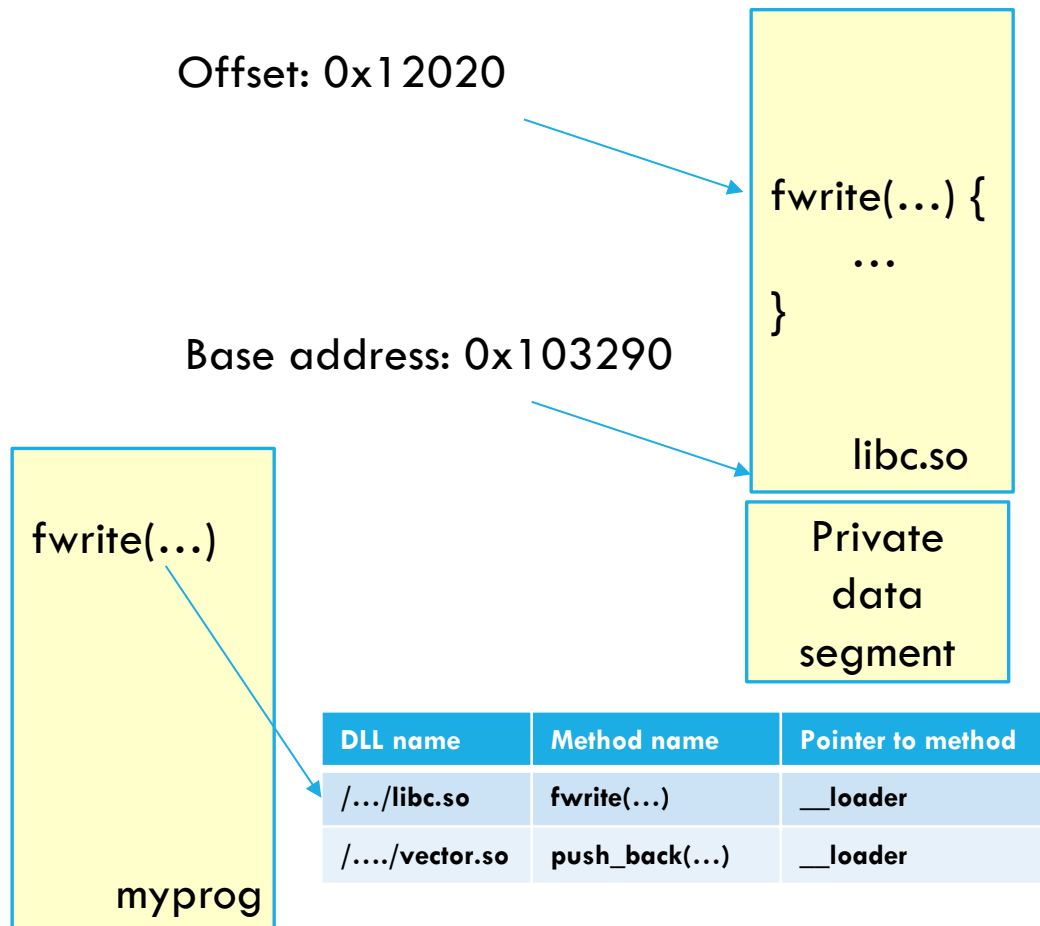 Offset: 0x12020
fwrite(…) {
…
}
Base address: 0x103290
libc.so
fwrite(…)
Private
data
segment
DLL name Method name Pointer to method
/…/libc.so fwrite(…) __loader
/…./vector.so push_back(…) __loader
myprog